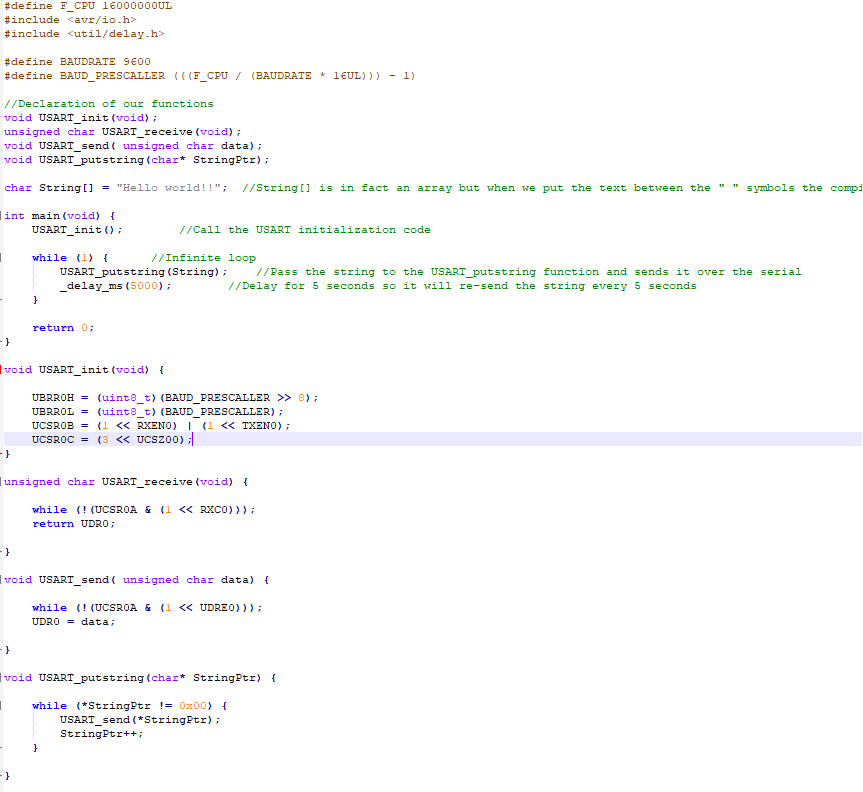 #define F_CPU 16000000UL
#include <avr/io.h>
#include <util/delay.h>

#define BAUDRATE 9600
#define BAUD_PRESCALLER (((F_CPU / (BAUDRATE * 16UL))) - 1)

//Declaration of our functions
void USART_init(void);
unsigned char USART_receive(void);
void USART_send( unsigned char data);
void USART_putstring(char* StringPtr);

char String[] = "Hello world!!";  //String[] is in fact an array but when we put the text between the " " symbols the compi

int main(void) {
    USART_init();        //Call the USART initialization code

    while (1) {      //Infinite loop
        USART_putstring(String);    //Pass the string to the USART_putstring function and sends it over the serial
        _delay_ms(5000);        //Delay for 5 seconds so it will re-send the string every 5 seconds
    }

    return 0;
}

void USART_init(void) {

    UBRR0H = (uint8_t)(BAUD_PRESCALLER >> 8);
    UBRR0L = (uint8_t)(BAUD_PRESCALLER);
    UCSR0B = (1 << RXEN0) | (1 << TXEN0);
    UCSR0C = (3 << UCSZ00);
}

unsigned char USART_receive(void) {

    while (!(UCSR0A & (1 << RXC0)));
    return UDR0;

}

void USART_send( unsigned char data) {

    while (!(UCSR0A & (1 << UDRE0)));
    UDR0 = data;

}

void USART_putstring(char* StringPtr) {

    while (*StringPtr != 0x00) {
        USART_send(*StringPtr);
        StringPtr++;
    }

}